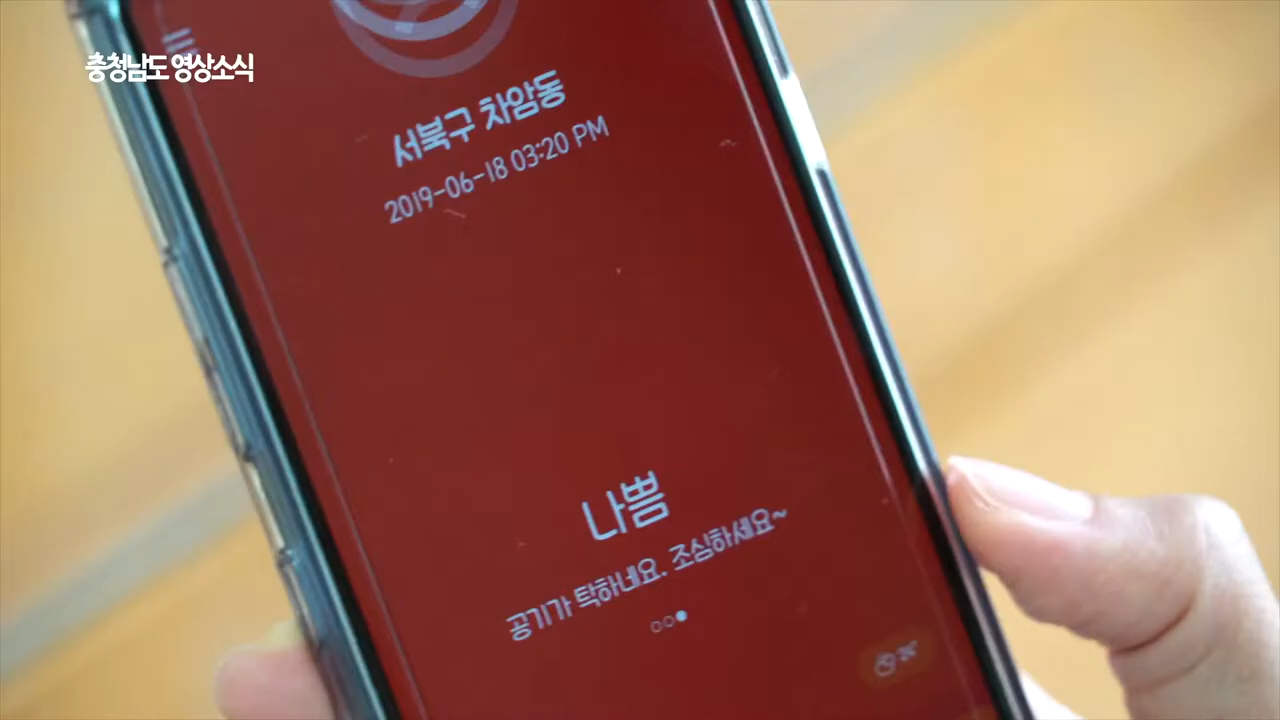 충청남도 영상소식
서북구 차암동
2019-06-18 03:20 PM
나쁨
공기가 탁하네요. 조심하세요~